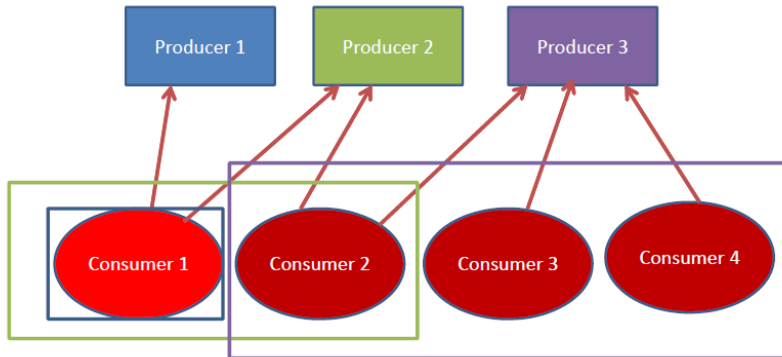 Producer 1
Producer 2
Producer 3
Consumer 1
Consumer 2
Consumer 3
Consumer 4